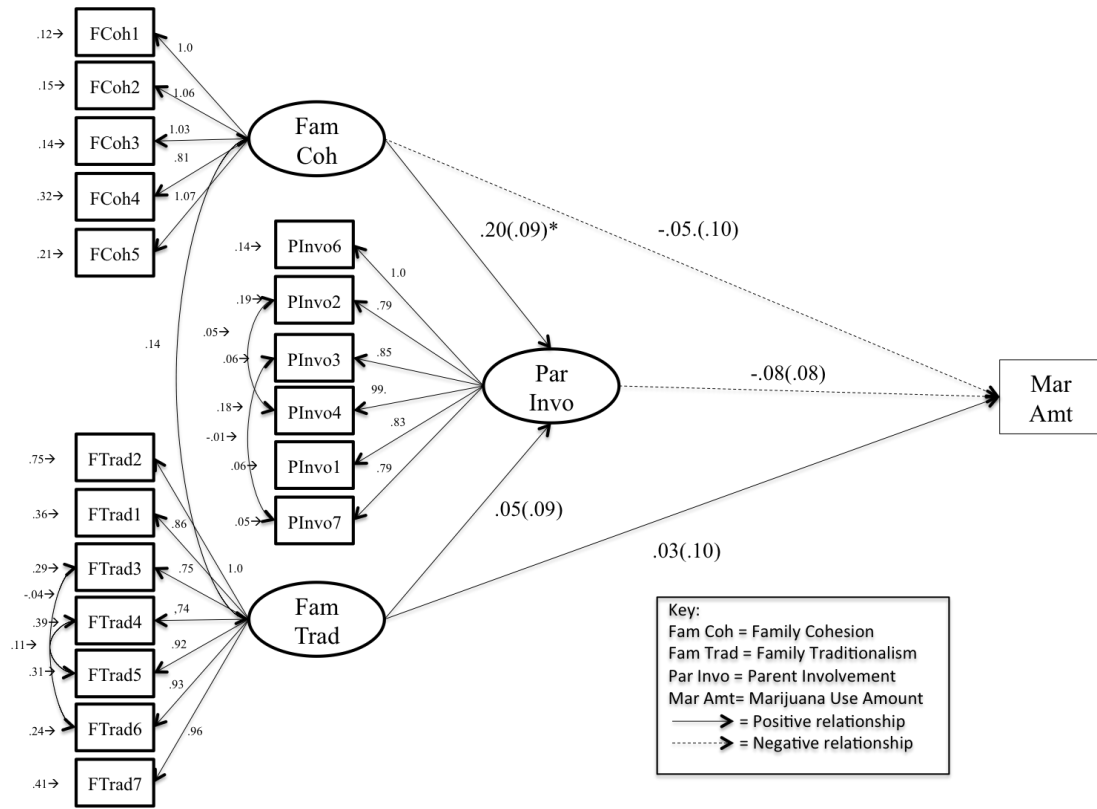 .12→ FCoh1 1.0
.15→ FCoh2 1.06
.14→ FCoh3 1.03
.32→ FCoh4 .81
.21→ FCoh5 1.07
Fam
Coh
.14
.20(.09)*
-.05.(.10)
.14→ PInvo6 1.0
.19→ PInvo2 .79
.05→
.06→ PInvo3 .85
PInvo4 99.
.18→
-.01→
PInvo1 .83
.06→
.05→ PInvo7 .79
Par
Invo
-.08(.08)
Mar
Amt
.05(.09)
.03(.10)
.75→ FTrad2 1.0
.36→ FTrad1 .86
.29→ FTrad3 .75
-.04→
.39→ FTrad4 ,74
.11→
.31→ FTrad5 .92
.24→ FTrad6 .93
.41→ FTrad7 .96
Fam
Trad
Key:
Fam Coh = Family Cohesion
Fam Trad = Family Traditionalism
Par Invo = Parent Involvement
Mar Amt= Marijuana Use Amount
= Positive relationship
= Negative relationship